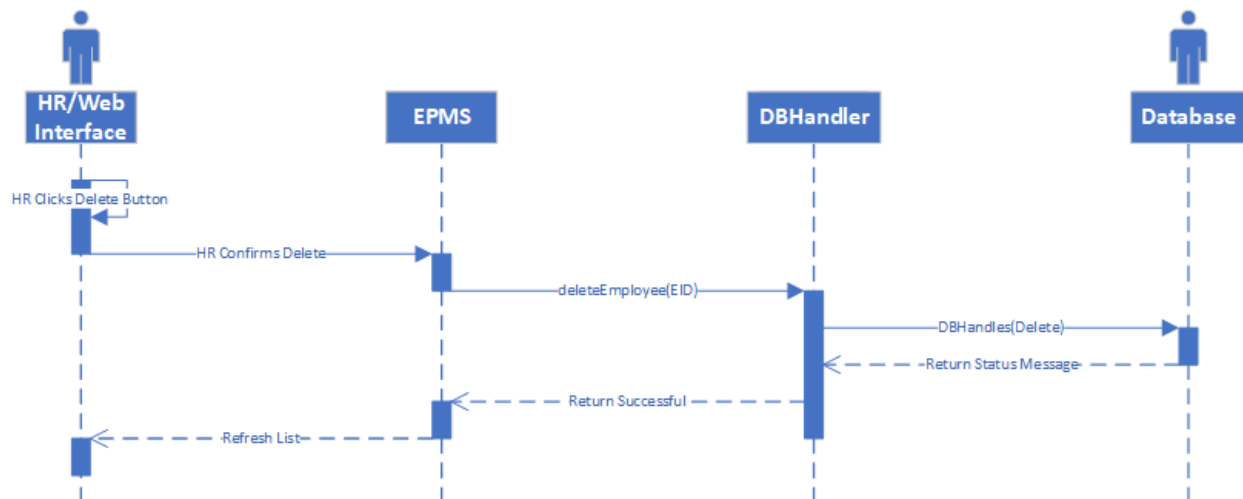 HR/Web
Interface
EPMS
DBHandler
Database
HR Clicks Delete Button
HR Confirms Delete
deleteEmployee(EID)
DBHandles(Delete)
Return Status Message
Return Successful
Refresh List